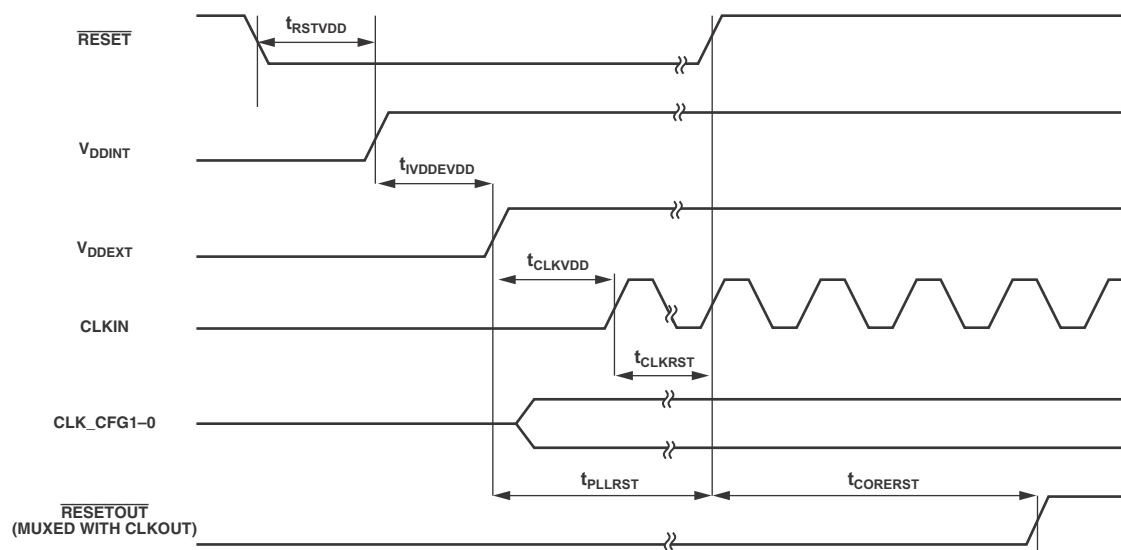 tRSTVDD
RESET
VDDINT
tIVDDEVDD
VDDEXT
tCLKVDD
CLKIN
tCLKRST
CLK_CFG1–0
tPLLRST
tCORERST
RESETOUT
(MUXED WITH CLKOUT)